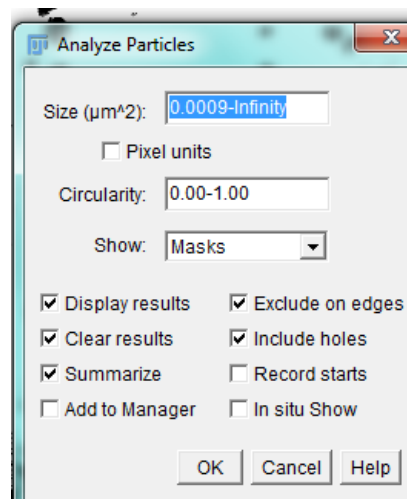 Analyze Particles
Size (µm^2): 0.0009-Infinity
Pixel units
Circularity: 0.00-1.00
Show: Masks
Display results Exclude on edges
Clear results Include holes
Summarize Record starts
Add to Manager In situ Show
OK Cancel Help